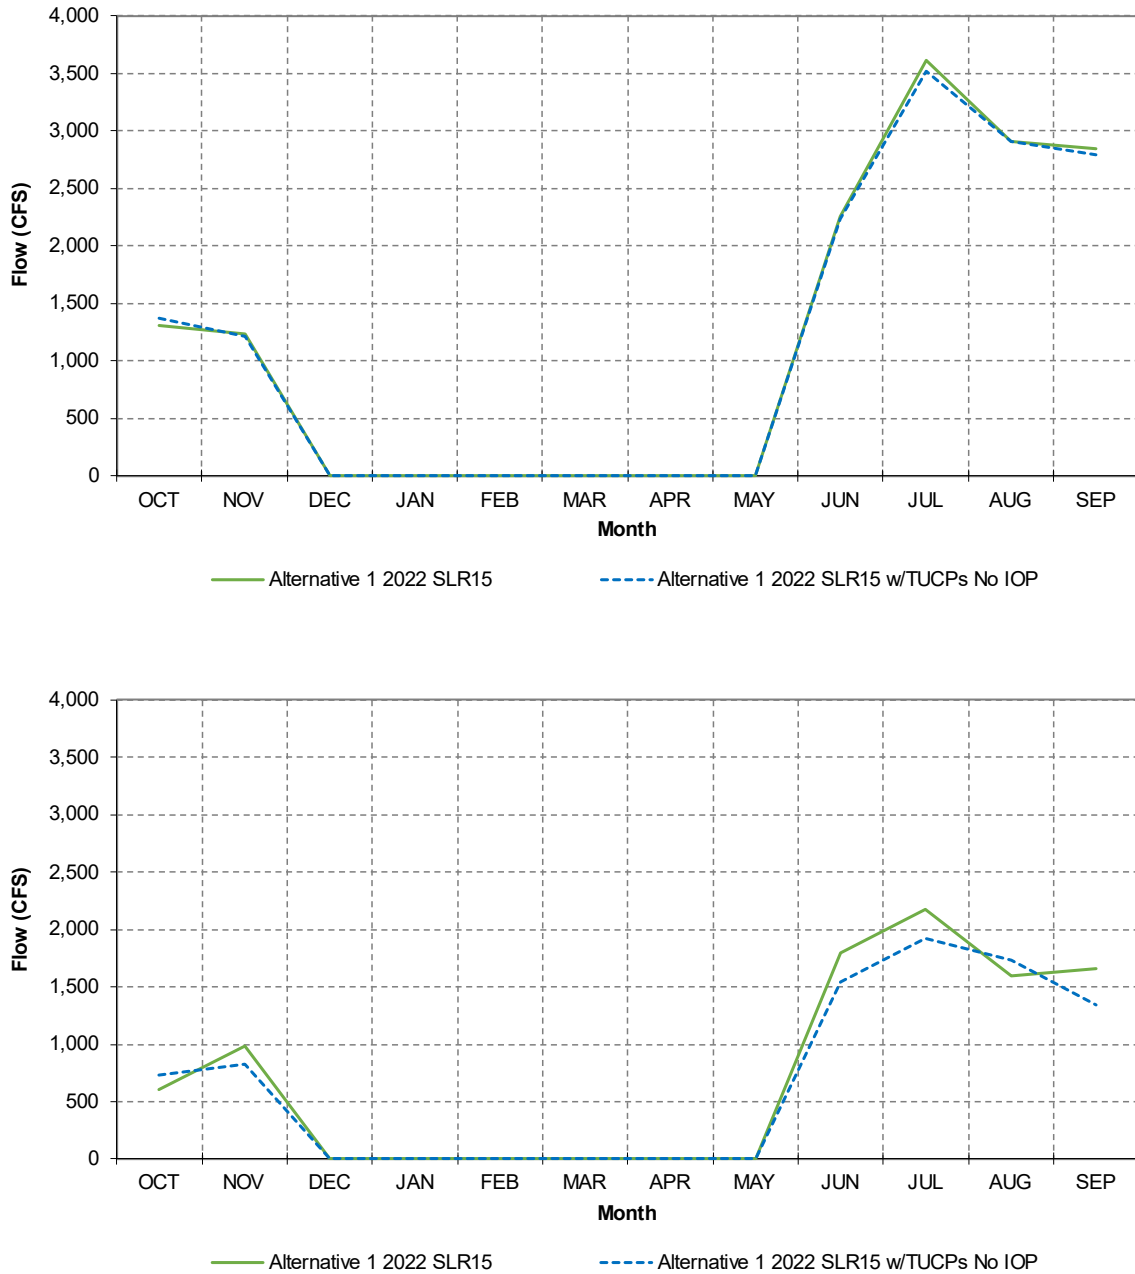 4,000
3,500
3,000
2,500
2,000
1,500
1,000
500
0
Flow (CFS)
OCT NOV DEC JAN FEB MAR APR MAY JUN JUL AUG SEP
Month
Alternative 1 2022 SLR15 Alternative 1 2022 SLR15 w/TUCPs No IOP
4,000
3,500
3,000
2,500
2,000
1,500
1,000
500
0
Flow (CFS)
OCT NOV DEC JAN FEB MAR APR MAY JUN JUL AUG SEP
Month
Alternative 1 2022 SLR15 Alternative 1 2022 SLR15 w/TUCPs No IOP